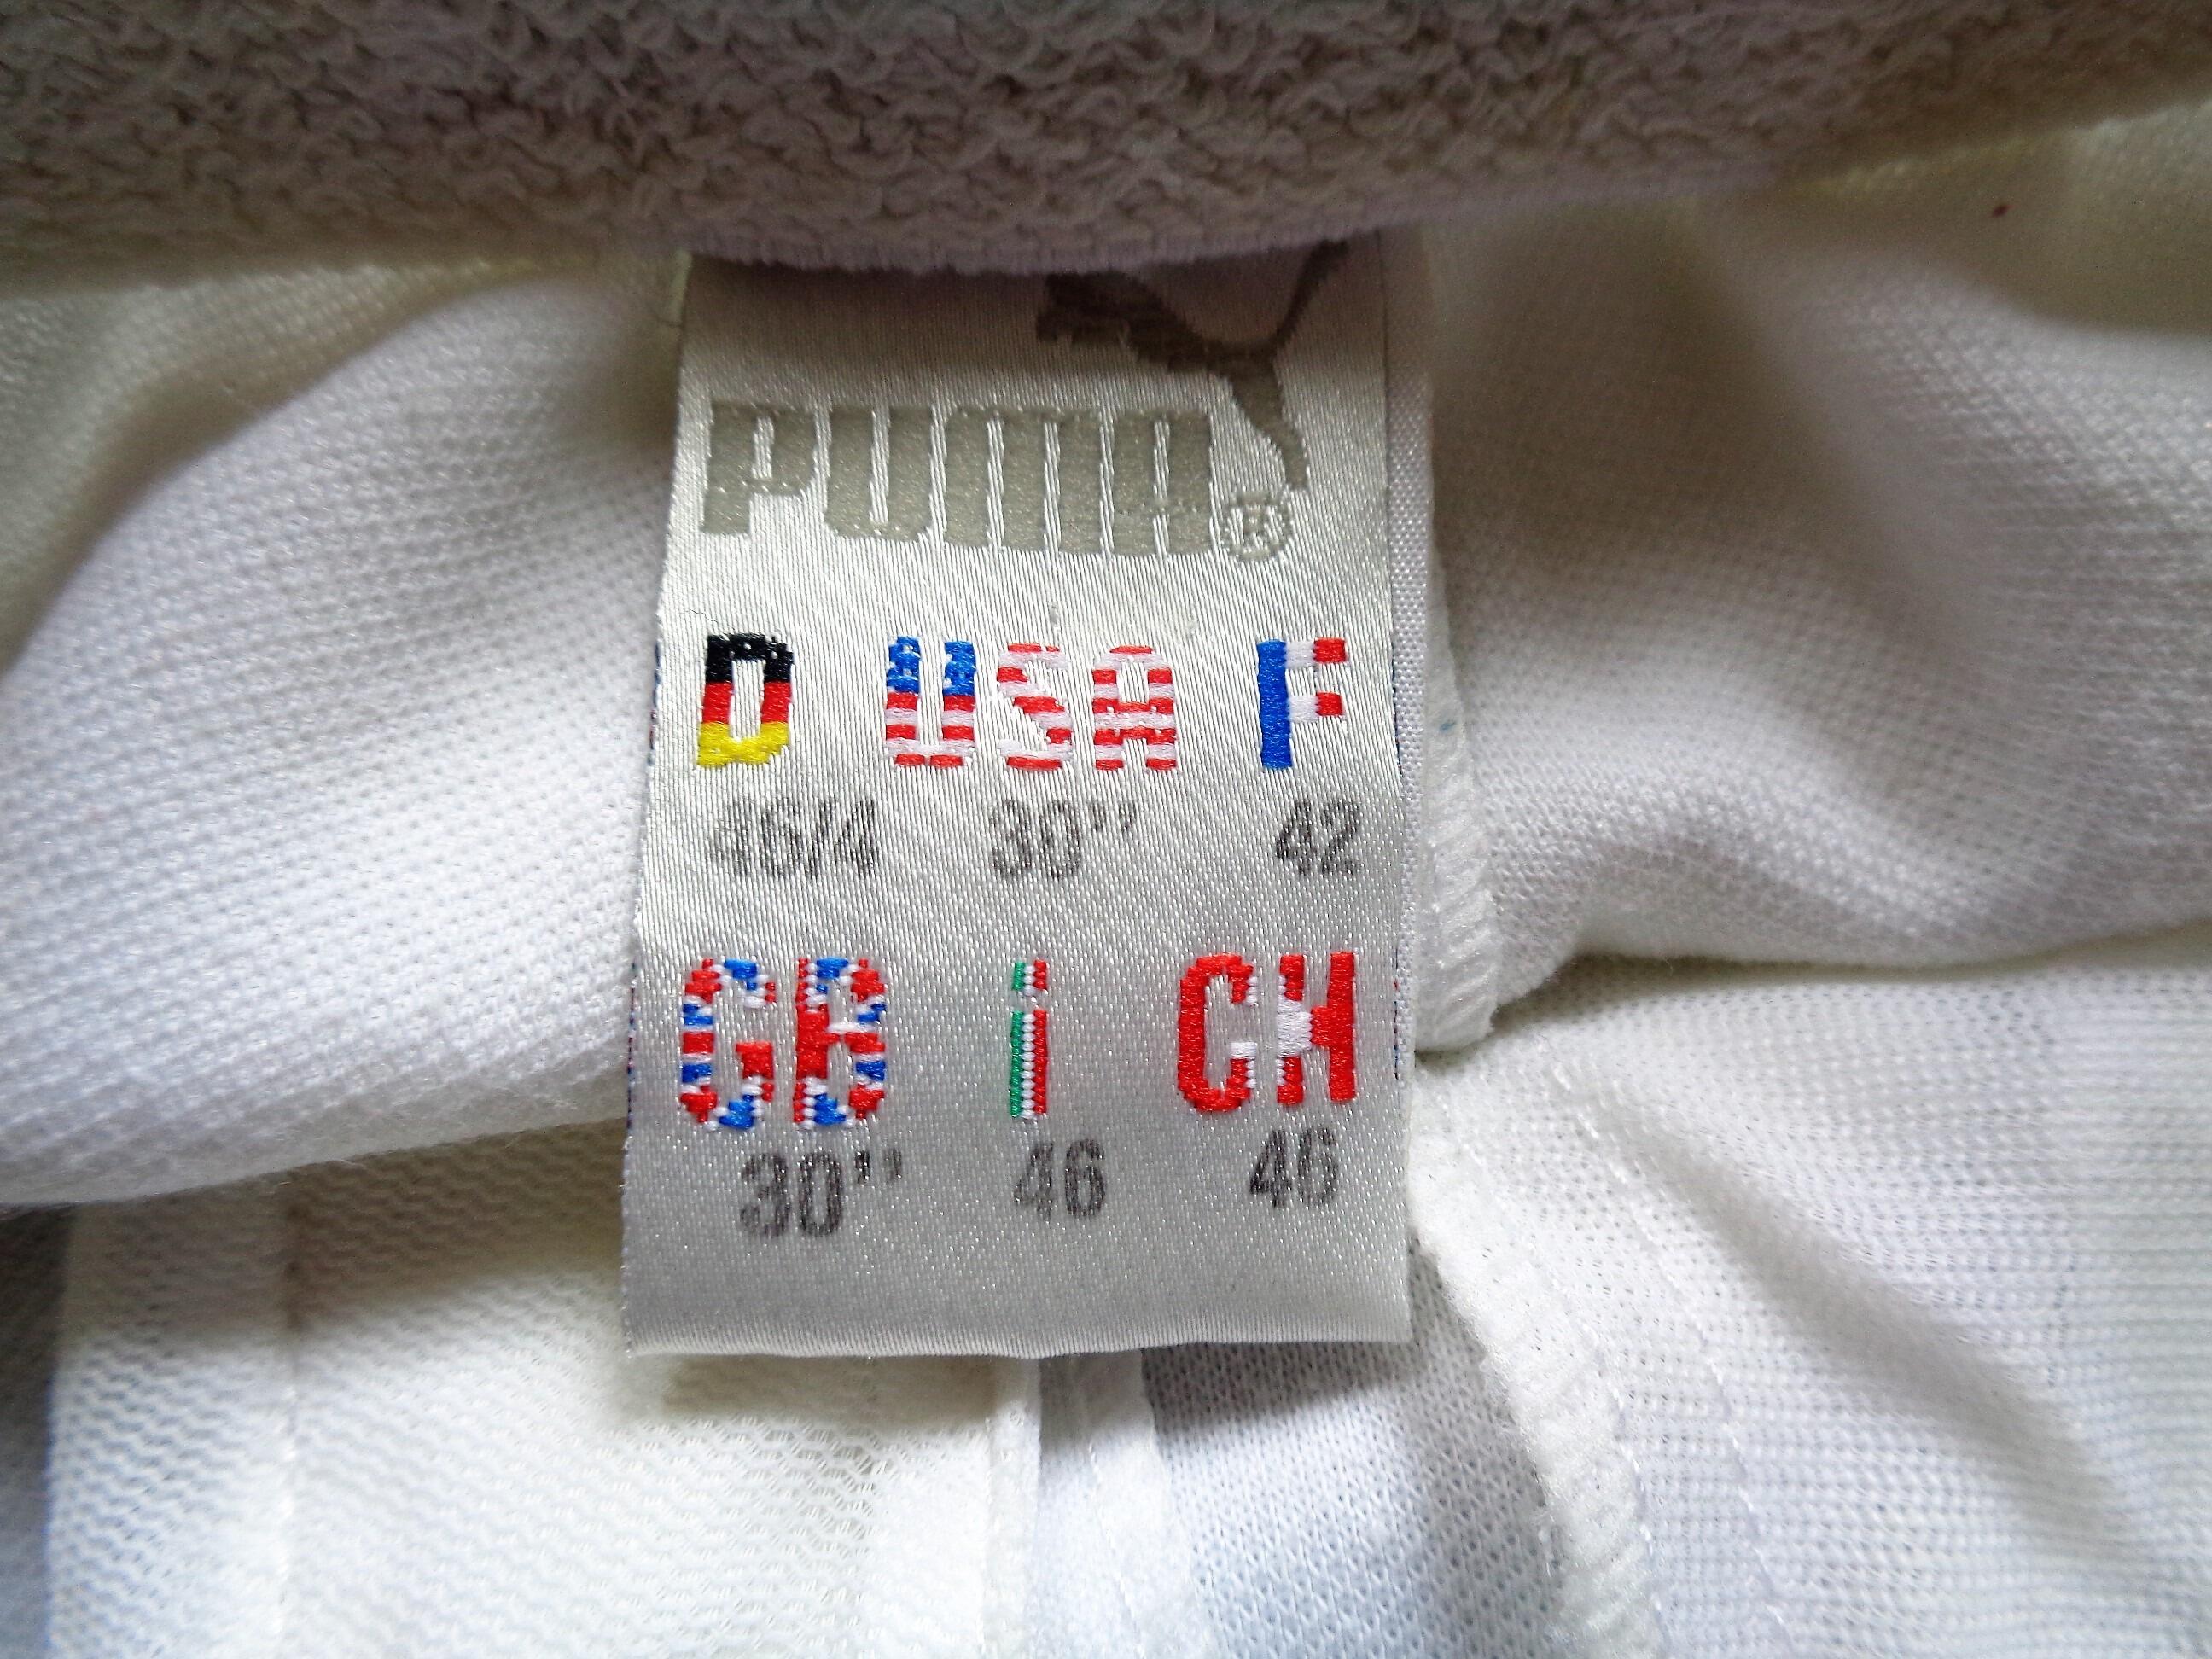 PUMA®
D USA F
46/4 30" 42
GB i CH
30" 46 46